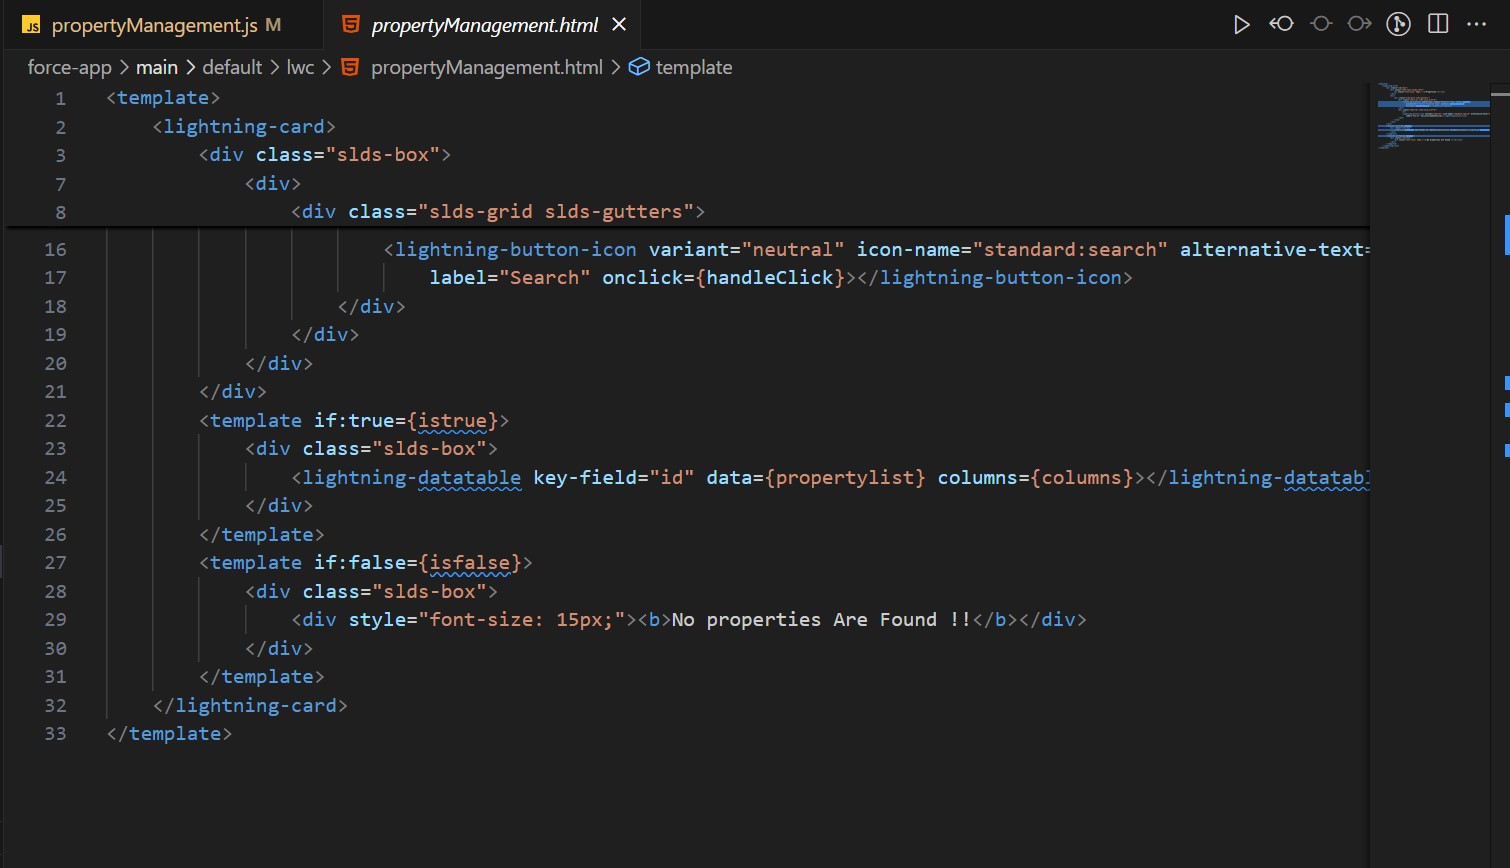 JS propertyManagement.js M
propertyManagement.html
force-app > main > default > lwc > propertyManagement.html > template
1 <template>
2 <lightning-card>
3 <div class="slds-box">
7 <div>
8 <div class="slds-grid slds-gutters">
16 <lightning-button-icon variant="neutral" icon-name="standard:search" alternative-text=
17 label="Search" onclick={handleClick}></lightning-button-icon>
18 </div>
19 </div>
20 </div>
21 </div>
22 <template if:true={istrue}>
23 <div class="slds-box">
24 <lightning-datatable key-field="id" data={propertylist} columns={columns}></lightning-datatabl
25 </div>
26 </template>
27 <template if:false={isfalse}>
28 <div class="slds-box">
29 <div style="font-size: 15px;"><b>No properties Are Found !!</b></div>
30 </div>
31 </template>
32 </lightning-card>
33 </template>